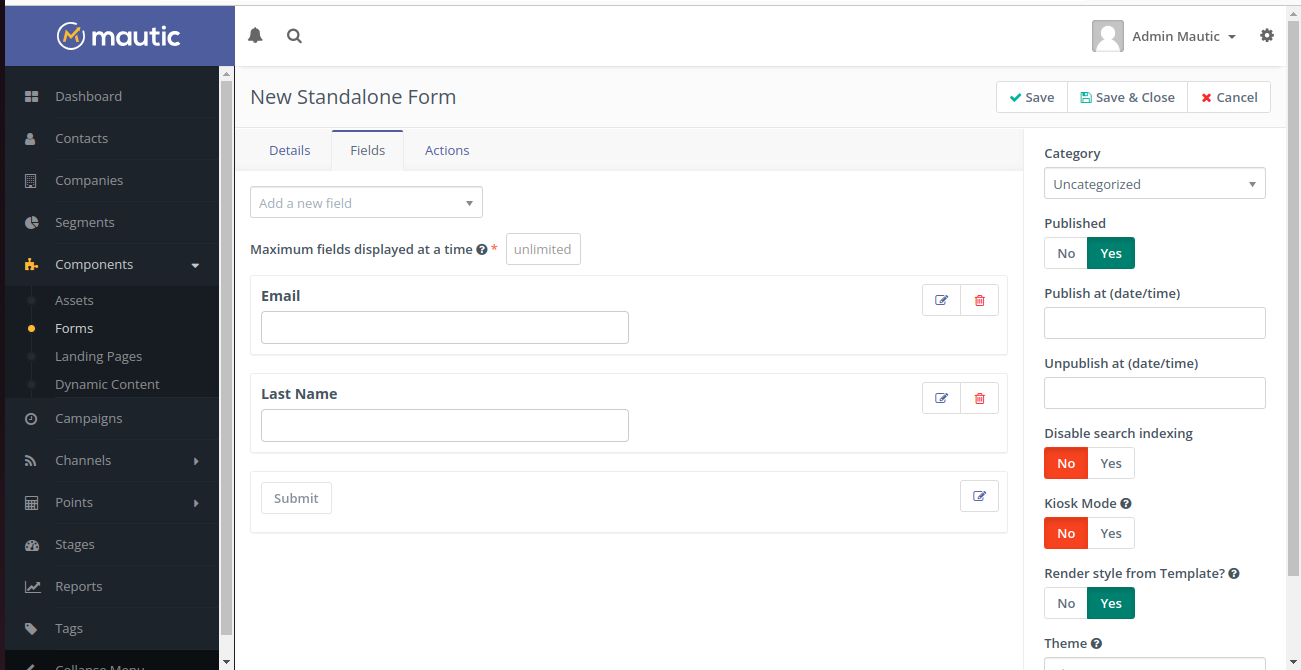 mautic
Admin Mautic
Dashboard
Contacts
Companies
Segments
Components
Assets
Forms
Landing Pages
Dynamic Content
Campaigns
Channels
Points
Stages
Reports
Tags
Collapse Menu
New Standalone Form
Save
Save & Close
Cancel
Details
Fields
Actions
Add a new field
Maximum fields displayed at a time * unlimited
Email
Last Name
Submit
Category
Uncategorized
Published
No Yes
Publish at (date/time)
Unpublish at (date/time)
Disable search indexing
No Yes
Kiosk Mode
No Yes
Render style from Template?
No Yes
Theme